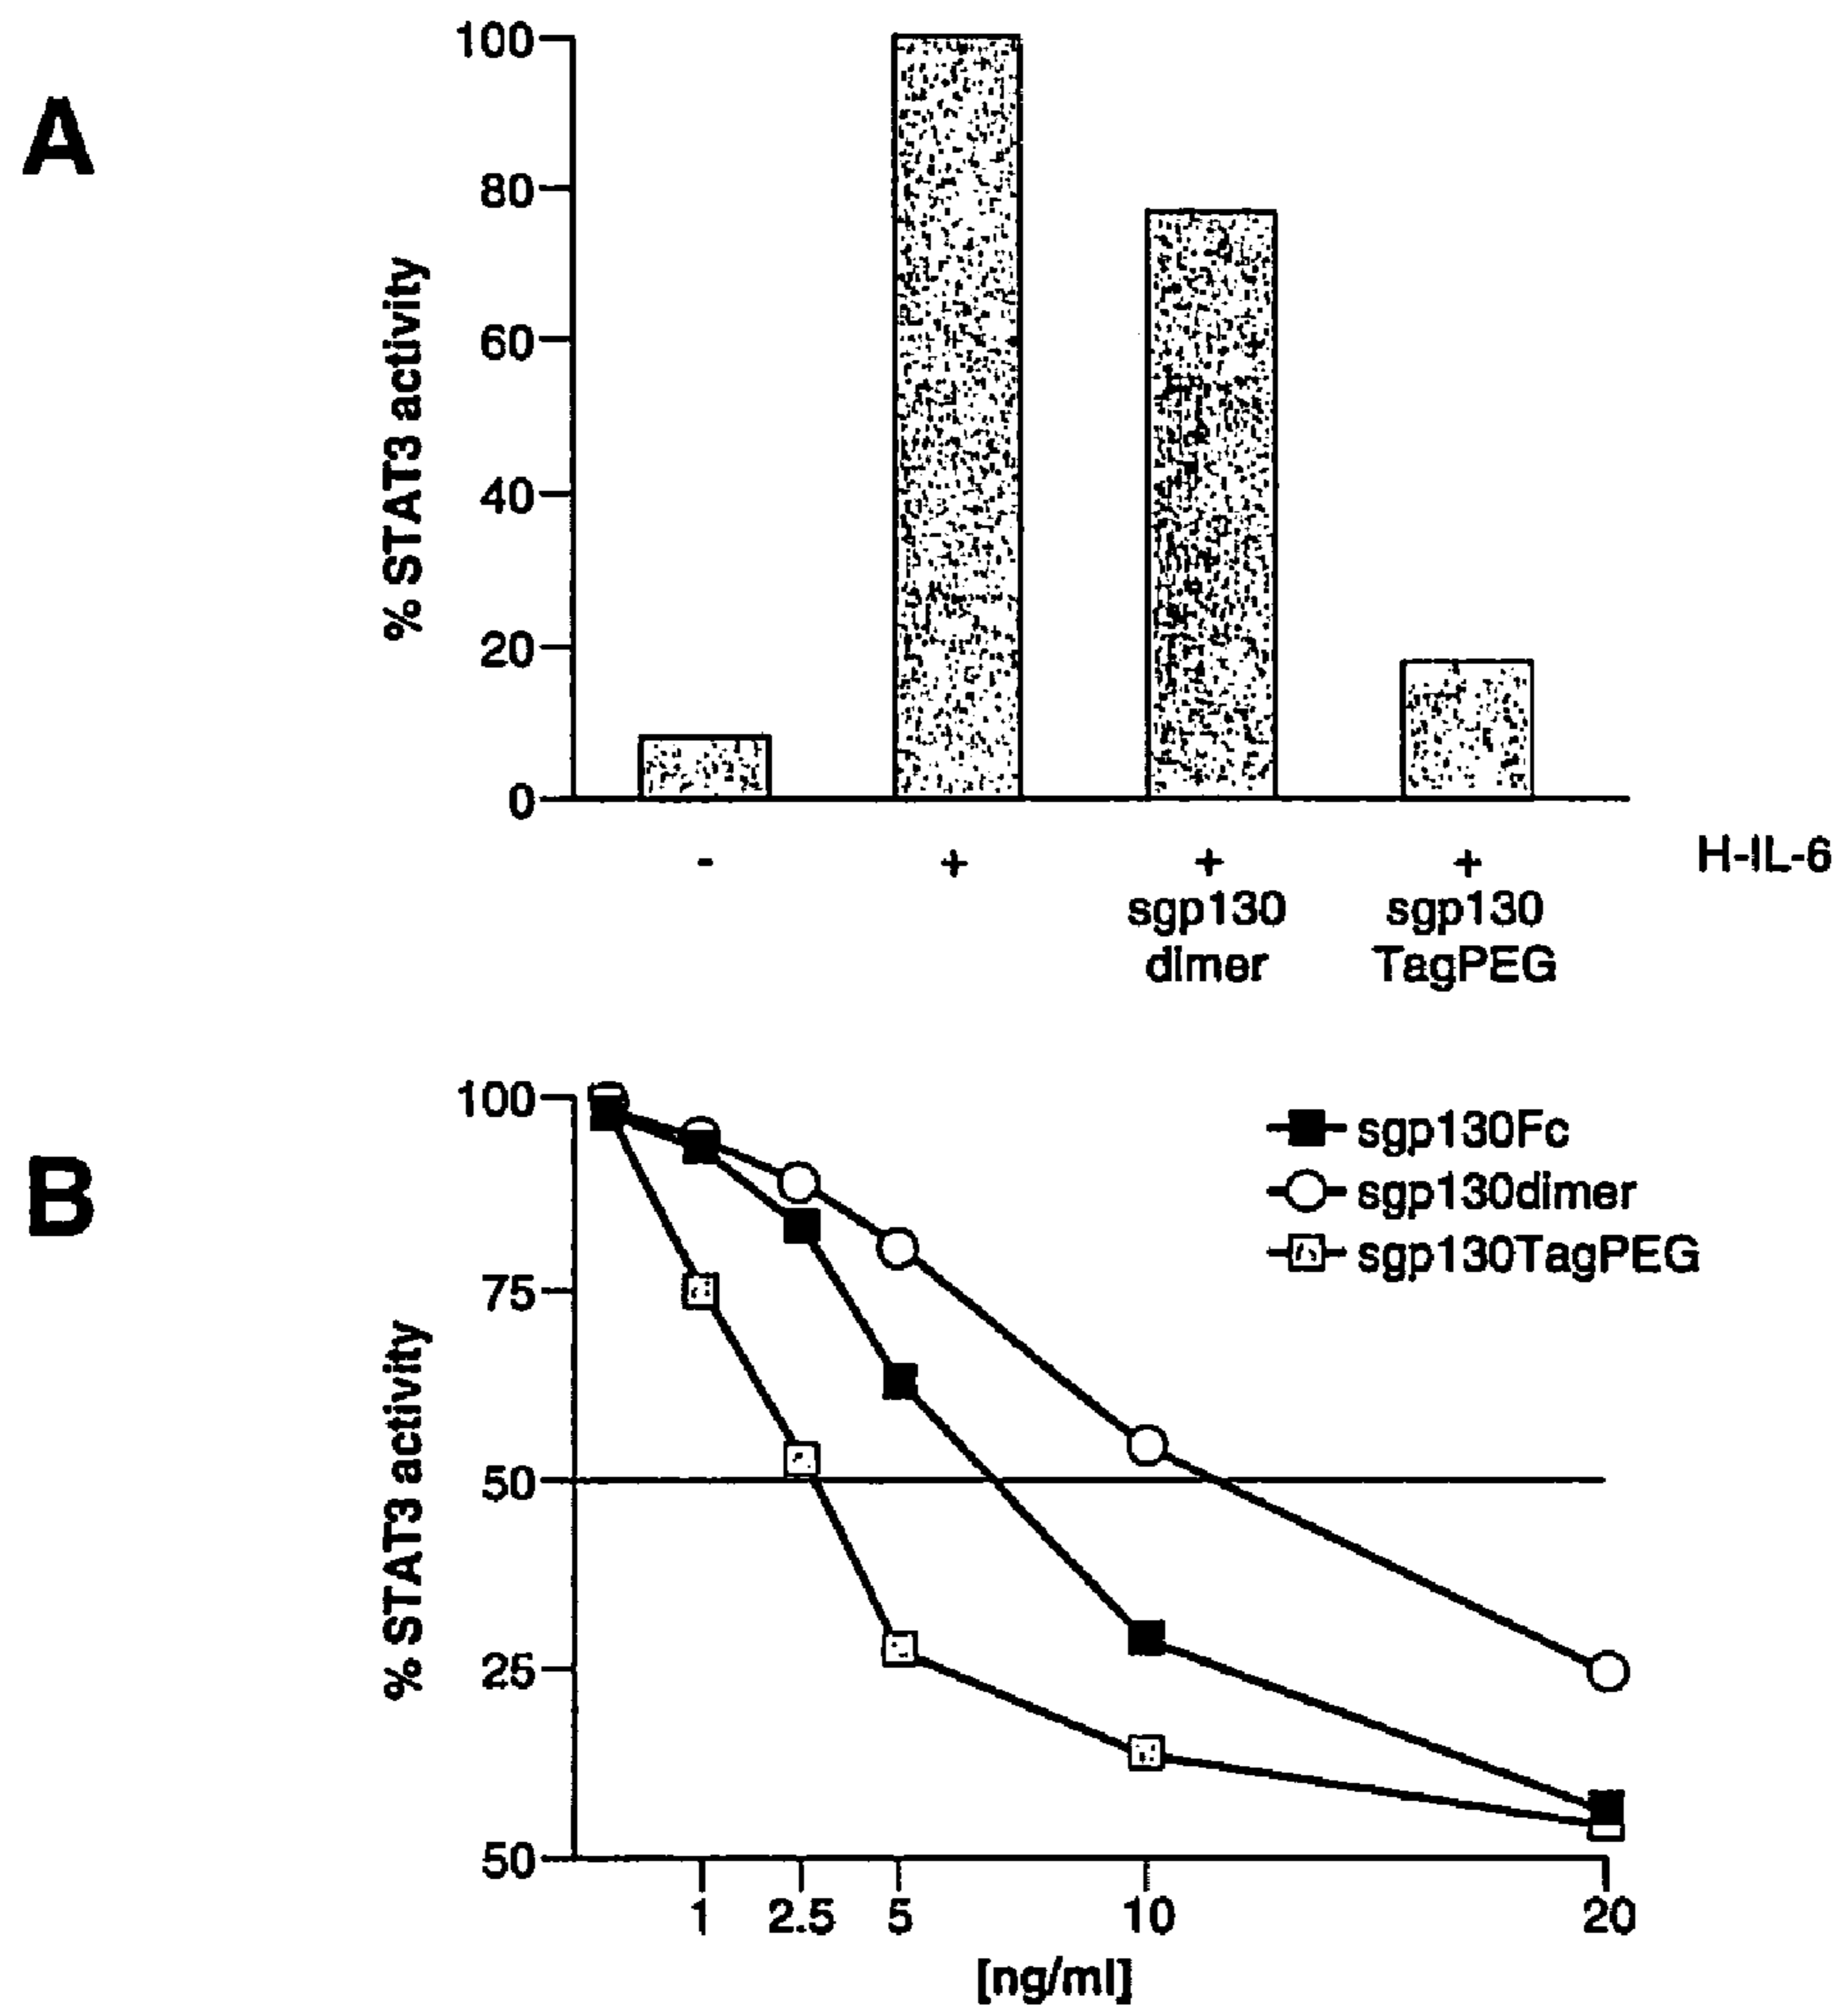 A
100
80
60
40
20
0
% STAT3 activity
- + + + H-IL-6
sgp130 sgp130
dimer TagPEG
B
100
75
50
25
50
% STAT3 activity
sgp130Fc
sgp130dimer
sgp130TagPEG
1 2.5 5 10 20
[ng/ml]